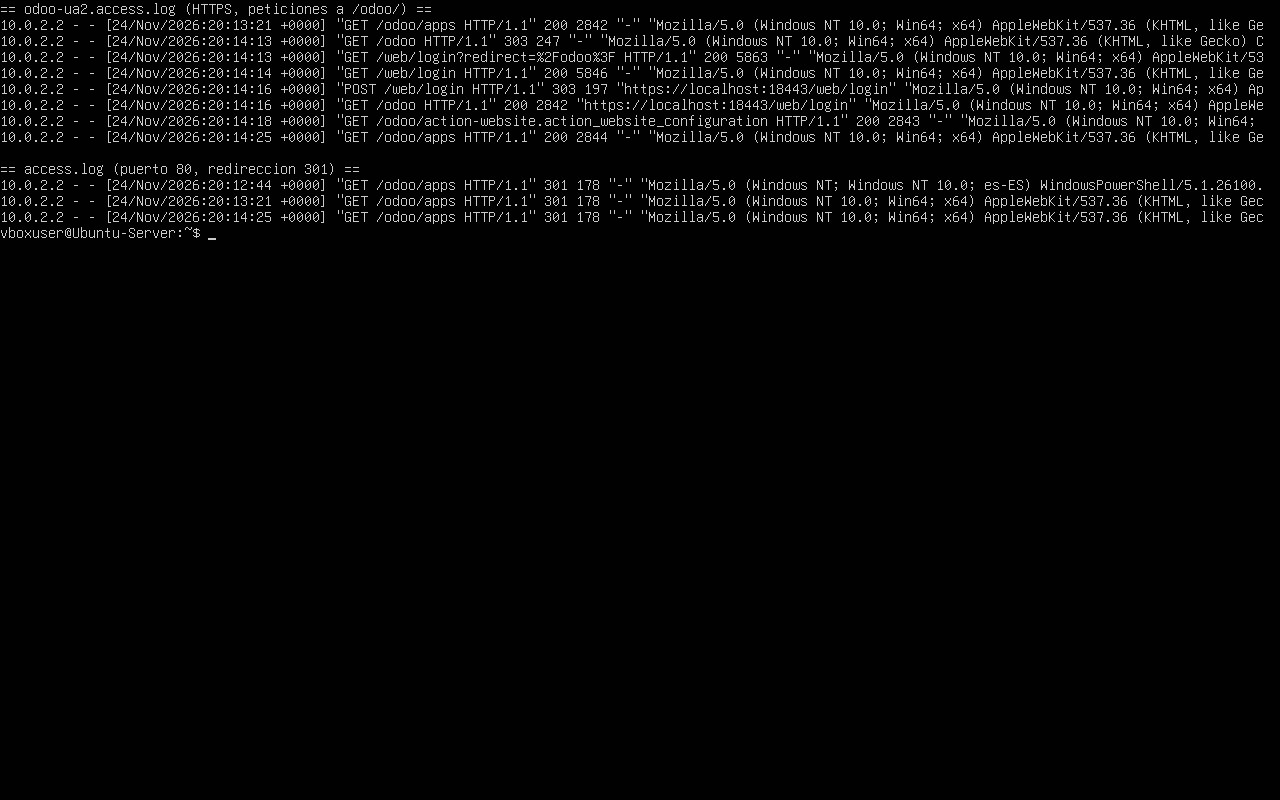 == odoo-ua2.access.log (HTTPS, peticiones a /odoo/) ==
10.0.2.2 - - [24/Nov/2026:20:13:21 +0000] "GET /odoo/apps HTTP/1.1" 200 2842 "-" "Mozilla/5.0 (Windows NT 10.0; Win64; x64) AppleWebKit/537.36 (KHTML, like Ge
10.0.2.2 - - [24/Nov/2026:20:14:13 +0000] "GET /odoo HTTP/1.1" 303 247 "-" "Mozilla/5.0 (Windows NT 10.0; Win64; x64) AppleWebKit/537.36 (KHTML, like Gecko) C
10.0.2.2 - - [24/Nov/2026:20:14:13 +0000] "GET /web/login?redirect=%2Fodoo%3F HTTP/1.1" 200 5863 "-" "Mozilla/5.0 (Windows NT 10.0; Win64; x64) AppleWebKit/53
10.0.2.2 - - [24/Nov/2026:20:14:14 +0000] "GET /web/login HTTP/1.1" 200 5846 "-" "Mozilla/5.0 (Windows NT 10.0; Win64; x64) AppleWebKit/537.36 (KHTML, like Ge
10.0.2.2 - - [24/Nov/2026:20:14:16 +0000] "POST /web/login HTTP/1.1" 303 197 "https://localhost:18443/web/login" "Mozilla/5.0 (Windows NT 10.0; Win64; x64) Ap
10.0.2.2 - - [24/Nov/2026:20:14:16 +0000] "GET /odoo HTTP/1.1" 200 2842 "https://localhost:18443/web/login" "Mozilla/5.0 (Windows NT 10.0; Win64; x64) AppleWe
10.0.2.2 - - [24/Nov/2026:20:14:18 +0000] "GET /odoo/action-website.action_website_configuration HTTP/1.1" 200 2843 "-" "Mozilla/5.0 (Windows NT 10.0; Win64;
10.0.2.2 - - [24/Nov/2026:20:14:25 +0000] "GET /odoo/apps HTTP/1.1" 200 2844 "-" "Mozilla/5.0 (Windows NT 10.0; Win64; x64) AppleWebKit/537.36 (KHTML, like Ge

== access.log (puerto 80, redireccion 301) ==
10.0.2.2 - - [24/Nov/2026:20:12:44 +0000] "GET /odoo/apps HTTP/1.1" 301 178 "-" "Mozilla/5.0 (Windows NT; Windows NT 10.0; es-ES) WindowsPowerShell/5.1.26100.
10.0.2.2 - - [24/Nov/2026:20:13:21 +0000] "GET /odoo/apps HTTP/1.1" 301 178 "-" "Mozilla/5.0 (Windows NT 10.0; Win64; x64) AppleWebKit/537.36 (KHTML, like Gec
10.0.2.2 - - [24/Nov/2026:20:14:25 +0000] "GET /odoo/apps HTTP/1.1" 301 178 "-" "Mozilla/5.0 (Windows NT 10.0; Win64; x64) AppleWebKit/537.36 (KHTML, like Gec
vboxuser@Ubuntu-Server:~$ _